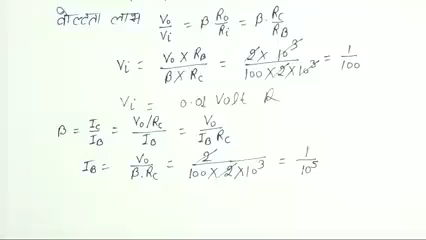 वोल्टता लाभ V₀/Vᵢ = β R₀/Rᵢ = β · R_C/R_B
Vᵢ = V₀ × R_B / β × R_C = 2 × 10³ / 100 × 2 × 10³ = 1/100
Vᵢ = 0.01 Volt
β = I_C/I_B = V₀/R_C / I_B = V₀ / I_B R_C
I_B = V₀ / β · R_C = 2 / 100 × 2 × 10³ = 1/10⁵